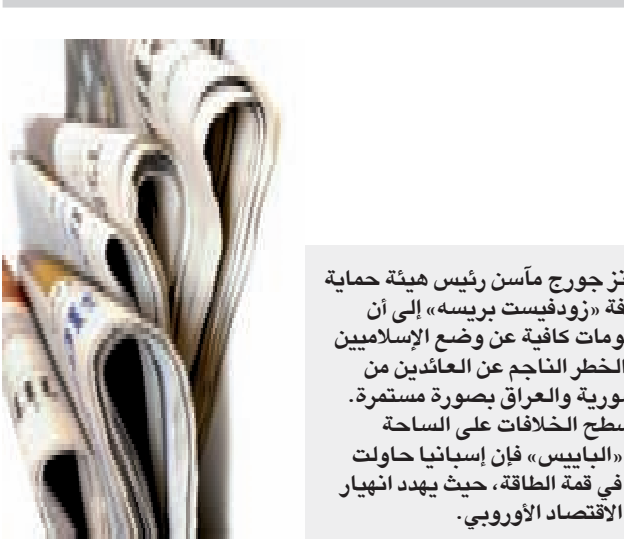 تز جورج مآسن رئيس هيئة حماية
فة «زودفيست بريسه» إلى أن
ومات كافية عن وضع الإسلاميين
الخطر الناجم عن العائدين من
ورية والعراق بصورة مستمرة.
سطح الخلافات على الساحة
«الباييس» فإن إسبانيا حاولت
في قمة الطاقة، حيث يهدد انهيار
الاقتصاد الأوروبي.